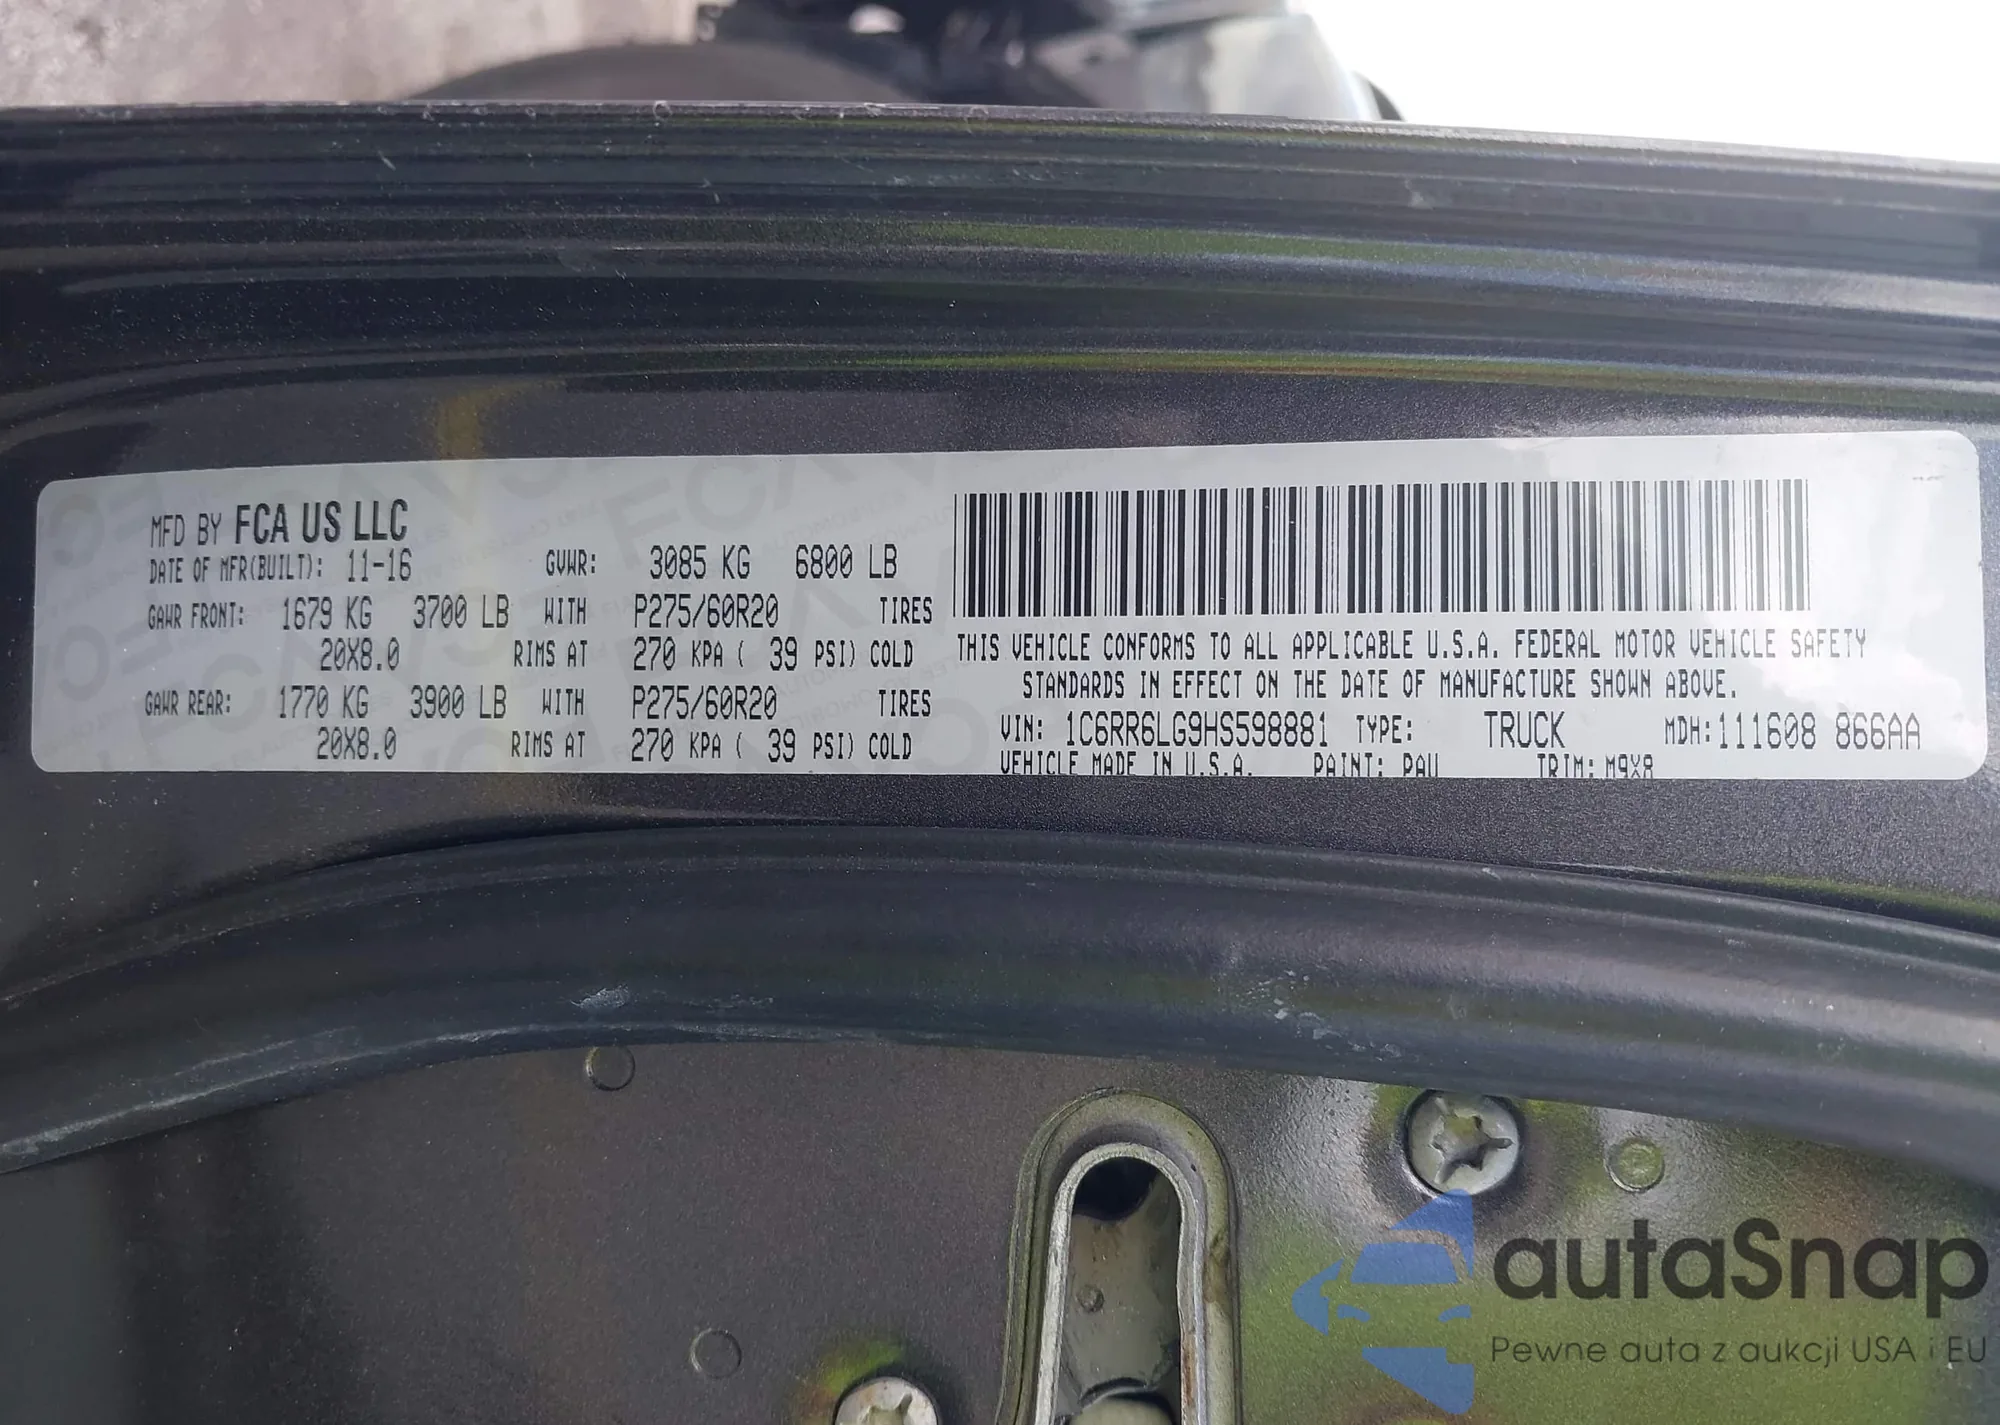 MFD BY FCA US LLC
DATE OF MFR(BUILT): 11-16 GVWR: 3085 KG 6800 LB
GAWR FRONT: 1679 KG 3700 LB WITH P275/60R20 TIRES
20X8.0 RIMS AT 270 KPA ( 39 PSI) COLD
GAWR REAR: 1770 KG 3900 LB WITH P275/60R20 TIRES
20X8.0 RIMS AT 270 KPA ( 39 PSI) COLD
THIS VEHICLE CONFORMS TO ALL APPLICABLE U.S.A. FEDERAL MOTOR VEHICLE SAFETY
STANDARDS IN EFFECT ON THE DATE OF MANUFACTURE SHOWN ABOVE.
VIN: 1C6RR6LG9HS598881 TYPE: TRUCK MDH:111608 866AA
VEHICLE MADE IN U.S.A. PAINT: PAU TRIM: M9X8
autaSnap
Pewne auta z aukcji USA i EU